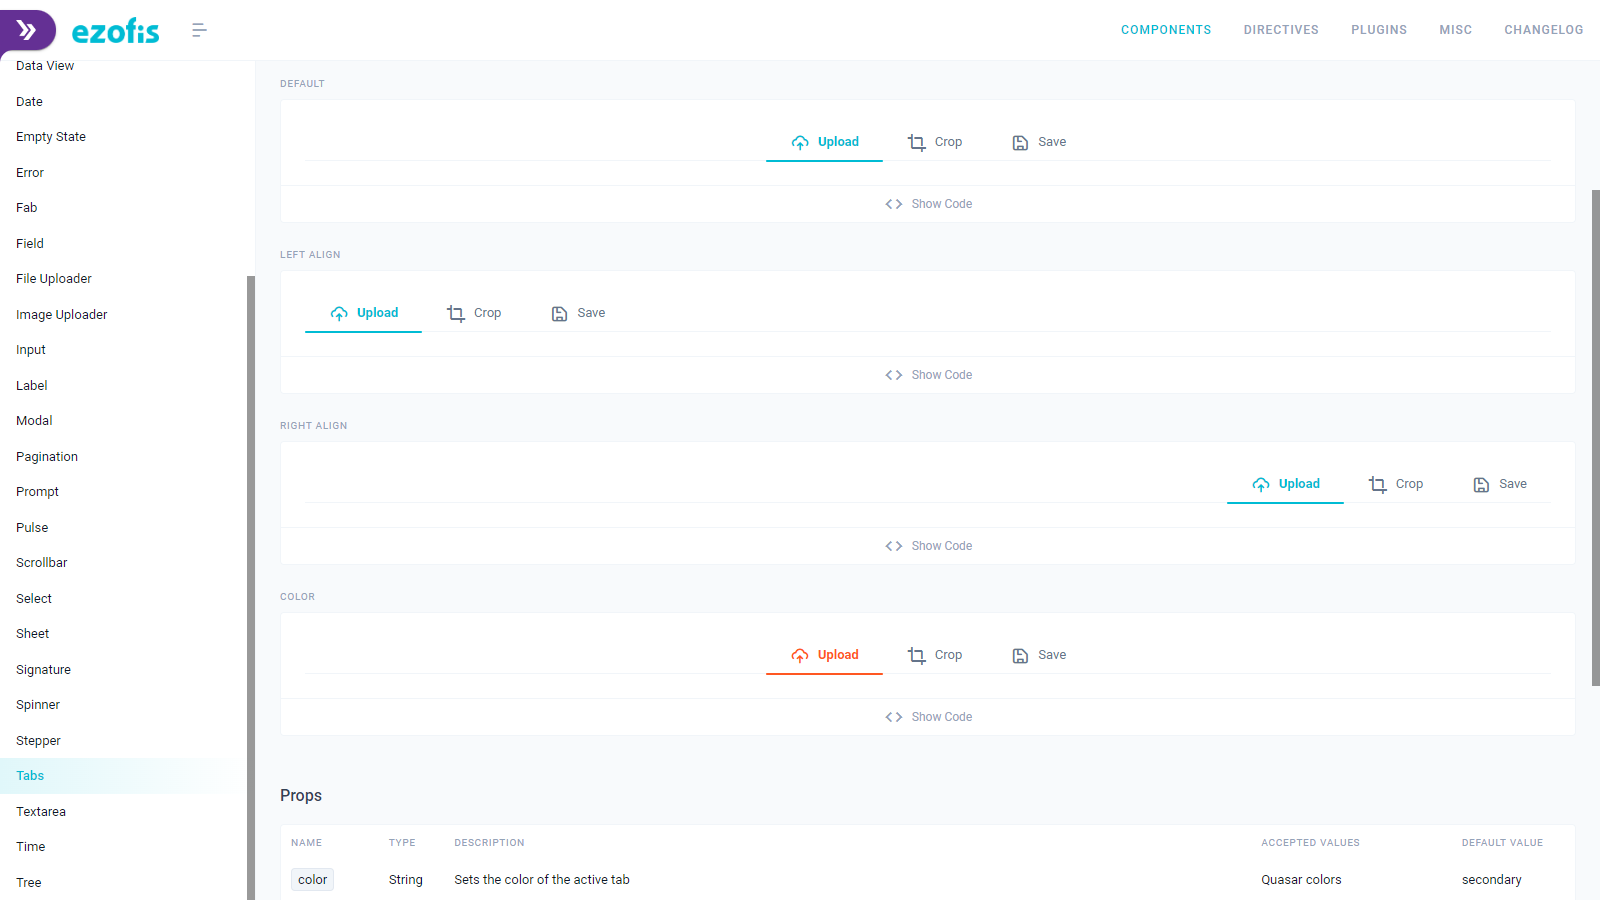 ezofis
COMPONENTS DIRECTIVES PLUGINS MISC CHANGELOG
Data View
Date
Empty State
Error
Fab
Field
File Uploader
Image Uploader
Input
Label
Modal
Pagination
Prompt
Pulse
Scrollbar
Select
Sheet
Signature
Spinner
Stepper
Tabs
Textarea
Time
Tree
DEFAULT
Upload Crop Save
Show Code
LEFT ALIGN
Upload Crop Save
Show Code
RIGHT ALIGN
Upload Crop Save
Show Code
COLOR
Upload Crop Save
Show Code
Props
NAME TYPE DESCRIPTION ACCEPTED VALUES DEFAULT VALUE
color String Sets the color of the active tab Quasar colors secondary